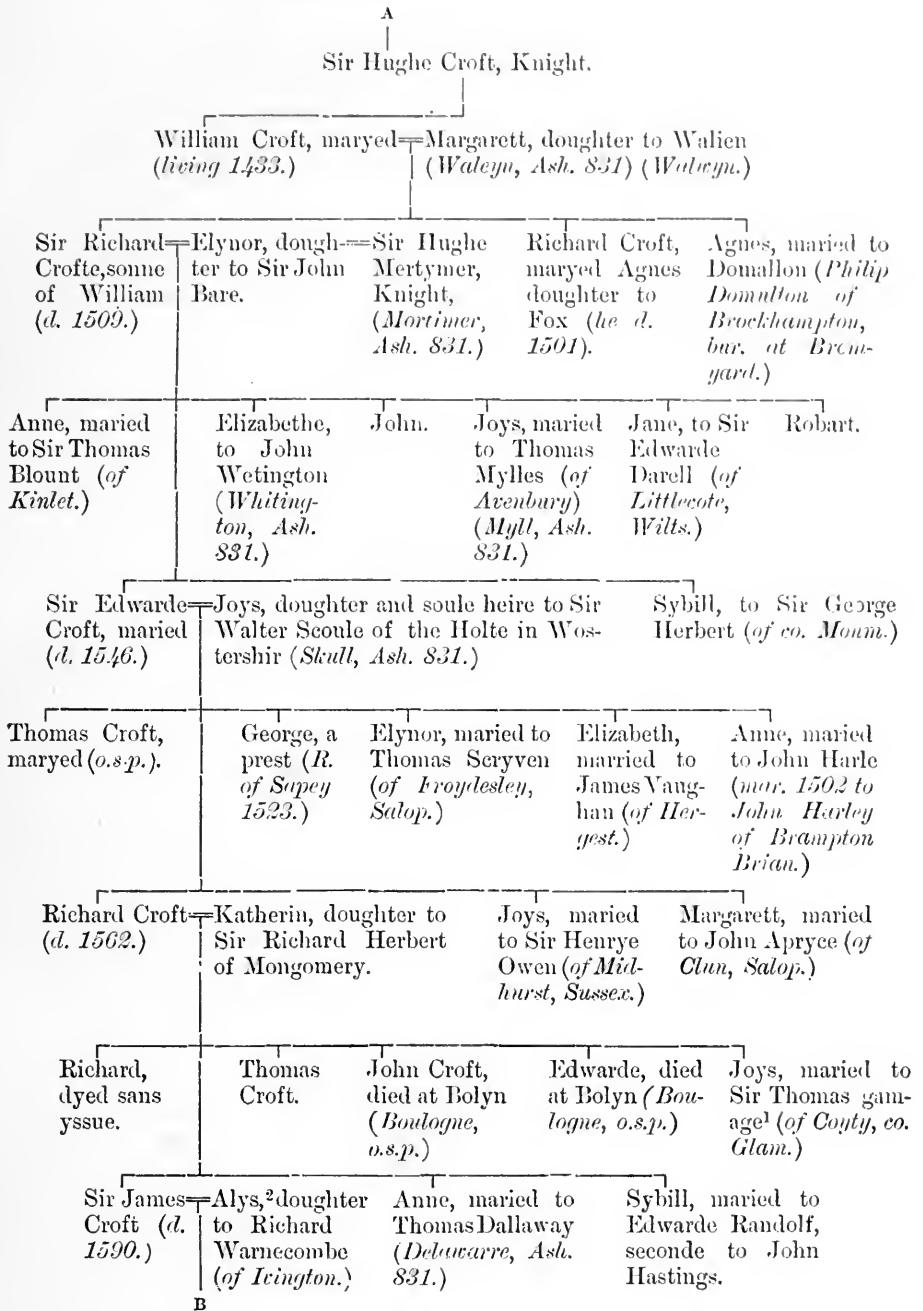 A
Sir Hughe Croft, Knight.
William Croft, maryed
(living 1433.)
Margarett, doughter to Walien
(Waleyn, Ash. 831) (Walwyn.)
Sir Richard
Crofte, sonne
of William
(d. 1509.)
Elynor, dough-
ter to Sir John
Bare.
Sir Hughe
Mertymer,
Knight,
(Mortimer,
Ash. 831.)
Richard Croft,
maryed Agnes
doughter to
Fox (he d.
1501).
Agnes, maried to
Domallon (Philip
Domulton of
Brockhampton,
bur. at Brom-
yard.)
Anne, maried
to Sir Thomas
Blount (of
Kinlet.)
Elizabethe,
to John
Wetington
(Whiting-
ton, Ash.
831.)
John.
Joys, maried
to Thomas
Mylles (of
Avenbury)
(Myll, Ash.
831.)
Jane, to Sir
Edwarde
Darell (of
Littlecote,
Wilts.)
Robart.
Sir Edwarde
Croft, maried
(d. 1546.)
Joys, doughter and soule heire to Sir
Walter Scoule of the Holte in Wos-
tershir (Skull, Ash. 831.)
Sybill, to Sir George
Herbert (of co. Monm.)
Thomas Croft,
maryed (o.s.p.).
George, a
prest (R.
of Sapey
1523.)
Elynor, maried to
Thomas Scryven
(of Froydesley,
Salop.)
Elizabeth,
married to
James Vaug-
han (of Her-
gest.)
Anne, maried
to John Harle
(mar. 1502 to
John Harley
of Brampton
Brian.)
Richard Croft
(d. 1562.)
Katherin, doughter to
Sir Richard Herbert
of Mongomery.
Joys, maried
to Sir Henrye
Owen (of Mid-
hurst, Sussex.)
Margarett, maried
to John Apryce (of
Clun, Salop.)
Richard,
dyed sans
yssue.
Thomas
Croft.
John Croft,
died at Bolyn
(Boulogne,
o.s.p.)
Edwarde, died
at Bolyn (Bou-
logne, o.s.p.)
Joys, maried to
Sir Thomas gam-
age¹ (of Coyty, co.
Glam.)
Sir James
Croft (d.
1590.)
Alys,² doughter
to Richard
Warnecombe
(of Ivington.)
Anne, maried to
Thomas Dallaway
(Delawarre, Ash.
831.)
Sybill, maried to
Edwarde Randolf,
seconde to John
Hastings.
B